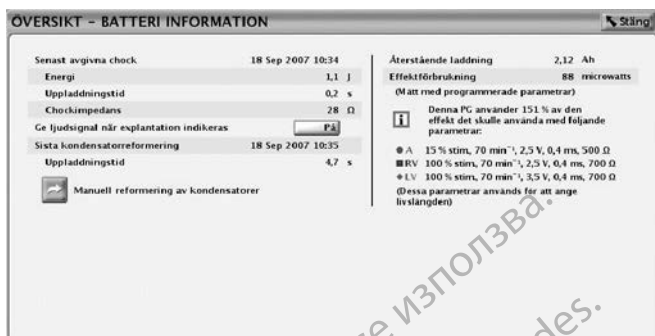 ÖVERSIKT – BATTERI INFORMATION
Stäng
Senast avgivna chock 18 Sep 2007 10:34
Energi 1,1 J
Uppladdningstid 0,2 s
Chockimpedans 28 Ω
Ge ljudsignal när explantation indikeras På
Sista kondensatorreformering 18 Sep 2007 10:35
Uppladdningstid 4,7 s
Manuell reformering av kondensatorer
Återstående laddning 2,12 Ah
Effektförbrukning 88 microwatts
(Mätt med programmerade parametrar)
i
Denna PG använder 151 % av den
effekt det skulle använda med följande
parametrar:
A 15 % stim, 70 min⁻¹, 2,5 V, 0,4 ms, 500 Ω
RV 100 % stim, 70 min⁻¹, 2,5 V, 0,4 ms, 700 Ω
LV 100 % stim, 70 min⁻¹, 3,5 V, 0,4 ms, 700 Ω
(Dessa parametrar används för att ange
livslängden)
използва.